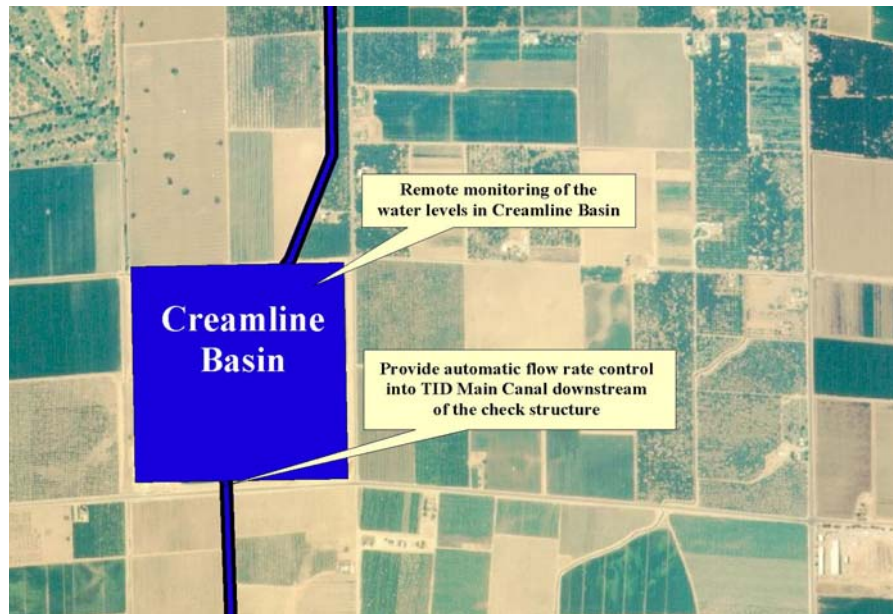 Remote monitoring of the
water levels in Creamline Basin
Creamline
Basin
Provide automatic flow rate control
into TID Main Canal downstream
of the check structure